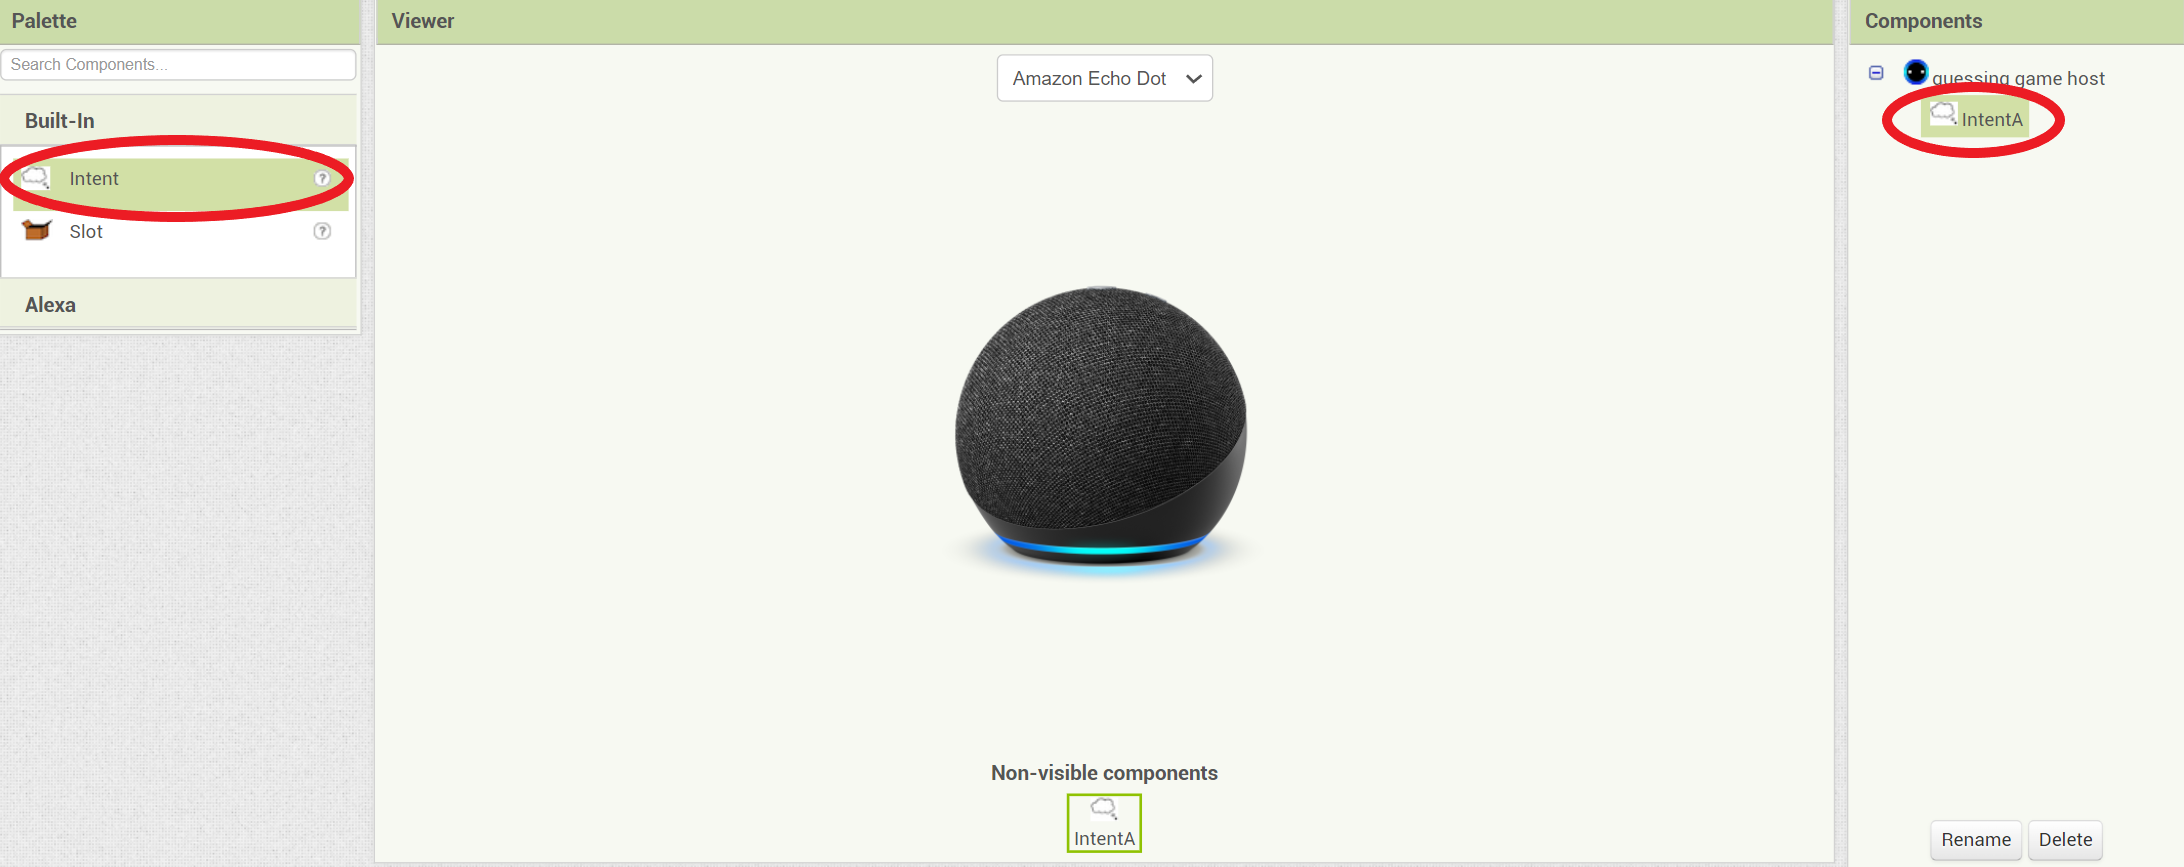 Palette
Search Components...
Built-In
Intent ?
Slot ?
Alexa
Viewer
Amazon Echo Dot
Non-visible components
IntentA
Components
guessing game host
IntentA
Rename Delete